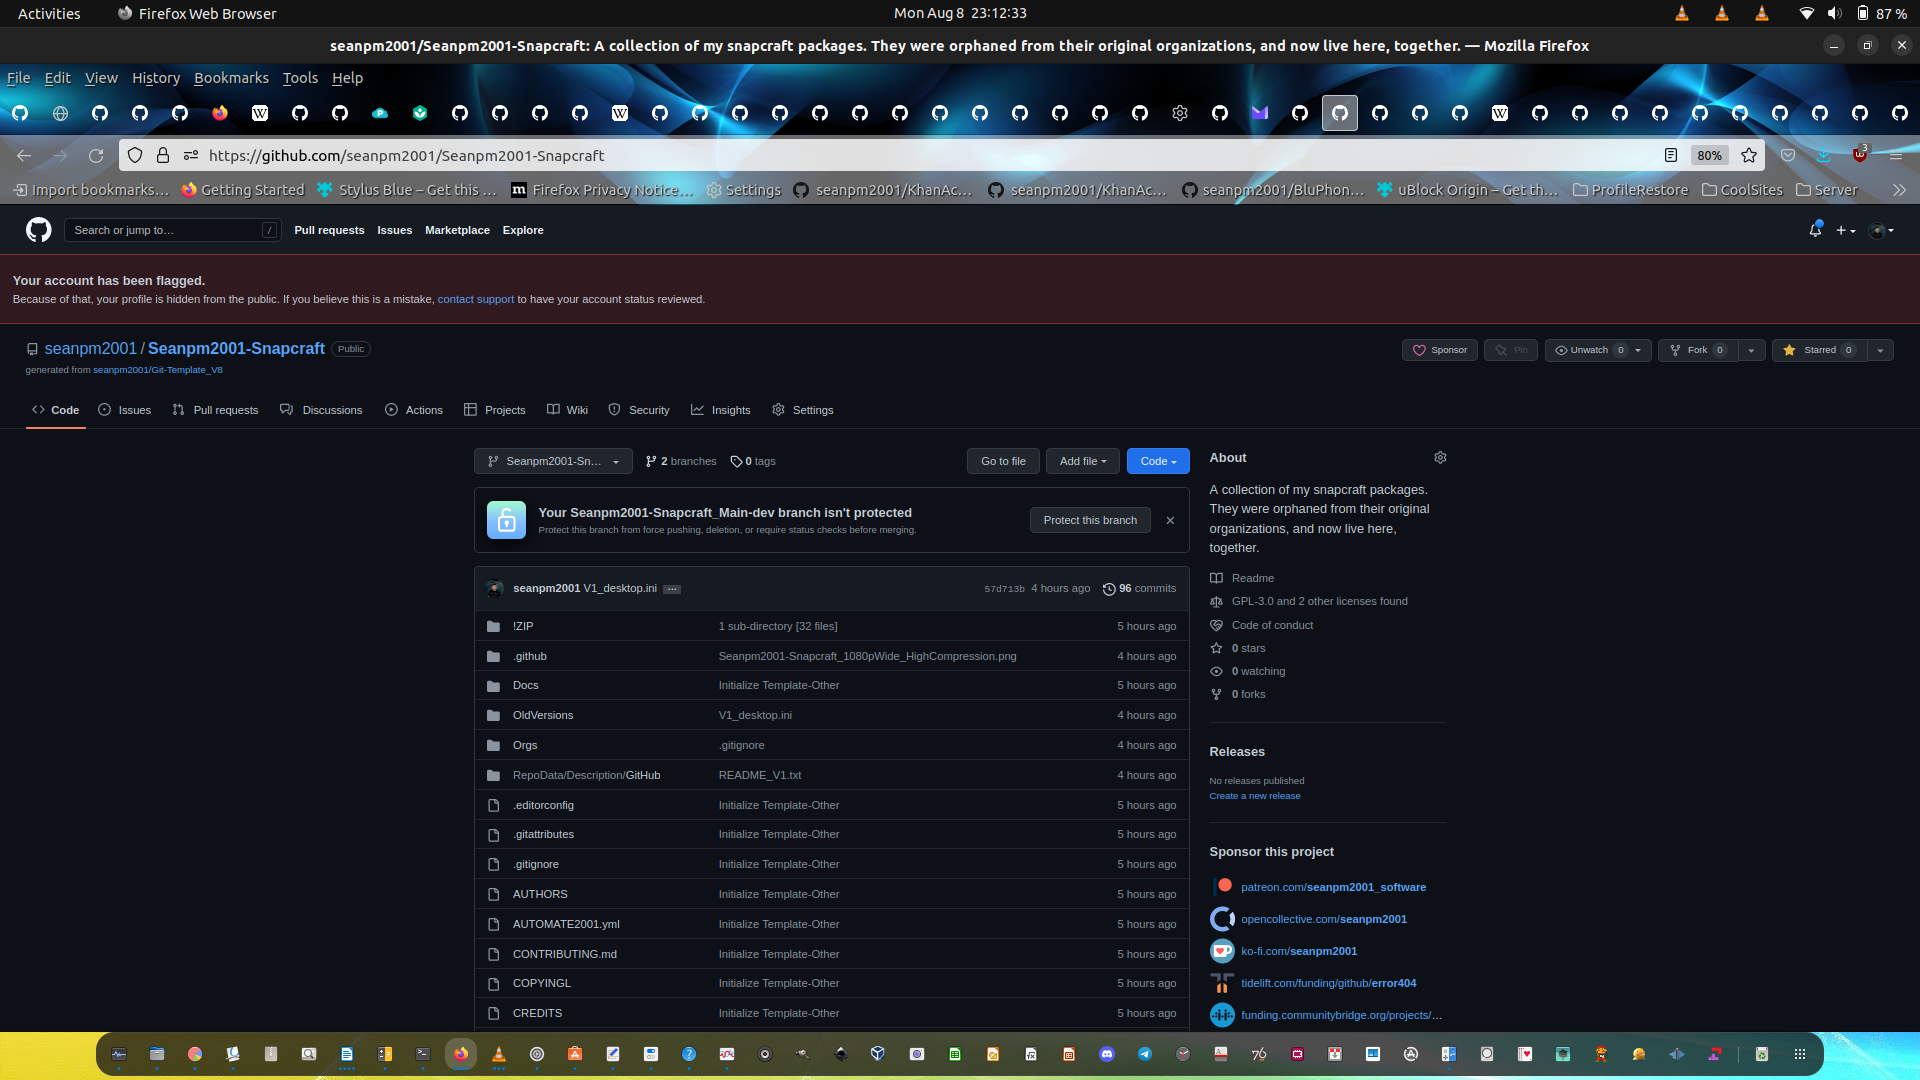 Activities
Firefox Web Browser
Mon Aug 8 23:12:33
87 %
seanpm2001/Seanpm2001-Snapcraft: A collection of my snapcraft packages. They were orphaned from their original organizations, and now live here, together. — Mozilla Firefox
File Edit View History Bookmarks Tools Help
https://github.com/seanpm2001/Seanpm2001-Snapcraft
80%
3
Import bookmarks… Getting Started Stylus Blue – Get this … Firefox Privacy Notice… Settings seanpm2001/KhanAc… seanpm2001/KhanAc… seanpm2001/BluPhon… uBlock Origin – Get th… ProfileRestore CoolSites Server
Search or jump to… /
Pull requests Issues Marketplace Explore
Your account has been flagged.
Because of that, your profile is hidden from the public. If you believe this is a mistake, contact support to have your account status reviewed.
seanpm2001 / Seanpm2001-Snapcraft Public
Sponsor Pin Unwatch 0 Fork 0 Starred 0
generated from seanpm2001/Git-Template_V8
Code Issues Pull requests Discussions Actions Projects Wiki Security Insights Settings
Seanpm2001-Sn… 2 branches 0 tags
Go to file Add file Code
Your Seanpm2001-Snapcraft_Main-dev branch isn't protected
Protect this branch from force pushing, deletion, or require status checks before merging.
Protect this branch
seanpm2001 V1_desktop.ini … 57d713b 4 hours ago 96 commits
!ZIP 1 sub-directory [32 files] 5 hours ago
.github Seanpm2001-Snapcraft_1080pWide_HighCompression.png 4 hours ago
Docs Initialize Template-Other 5 hours ago
OldVersions V1_desktop.ini 4 hours ago
Orgs .gitignore 4 hours ago
RepoData/Description/GitHub README_V1.txt 4 hours ago
.editorconfig Initialize Template-Other 5 hours ago
.gitattributes Initialize Template-Other 5 hours ago
.gitignore Initialize Template-Other 5 hours ago
AUTHORS Initialize Template-Other 5 hours ago
AUTOMATE2001.yml Initialize Template-Other 5 hours ago
CONTRIBUTING.md Initialize Template-Other 5 hours ago
COPYINGL Initialize Template-Other 5 hours ago
CREDITS Initialize Template-Other 5 hours ago
About
A collection of my snapcraft packages.
They were orphaned from their original
organizations, and now live here,
together.
Readme
GPL-3.0 and 2 other licenses found
Code of conduct
0 stars
0 watching
0 forks
Releases
No releases published
Create a new release
Sponsor this project
patreon.com/seanpm2001_software
opencollective.com/seanpm2001
ko-fi.com/seanpm2001
tidelift.com/funding/github/error404
funding.communitybridge.org/projects/…